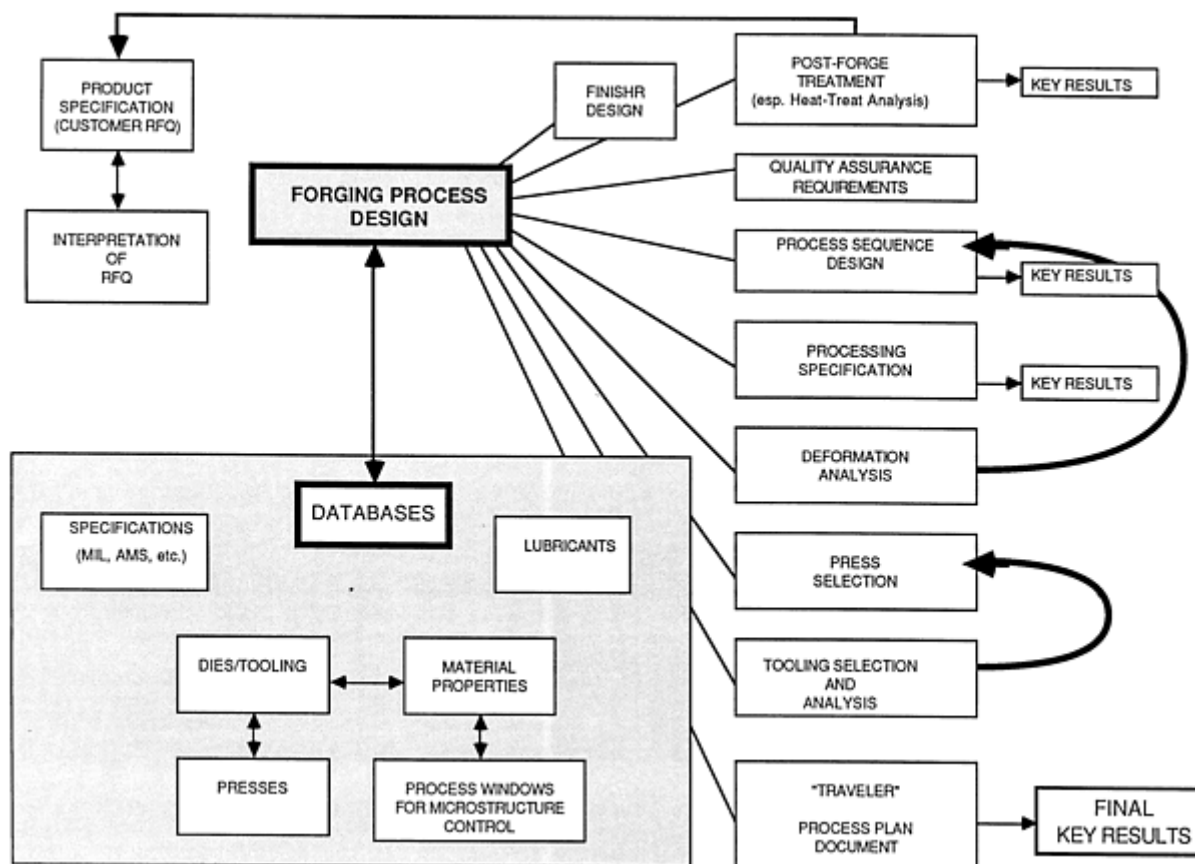 PRODUCT
SPECIFICATION
(CUSTOMER RFQ)
INTERPRETATION
OF
RFQ
FINISHR
DESIGN
FORGING PROCESS
DESIGN
POST-FORGE
TREATMENT
(esp. Heat-Treat Analysis)
KEY RESULTS
QUALITY ASSURANCE
REQUIREMENTS
PROCESS SEQUENCE
DESIGN
KEY RESULTS
PROCESSING
SPECIFICATION
KEY RESULTS
DEFORMATION
ANALYSIS
PRESS
SELECTION
TOOLING SELECTION
AND
ANALYSIS
"TRAVELER"
PROCESS PLAN
DOCUMENT
FINAL
KEY RESULTS
DATABASES
SPECIFICATIONS
(MIL, AMS, etc.)
LUBRICANTS
DIES/TOOLING
MATERIAL
PROPERTIES
PRESSES
PROCESS WINDOWS
FOR MICROSTRUCTURE
CONTROL